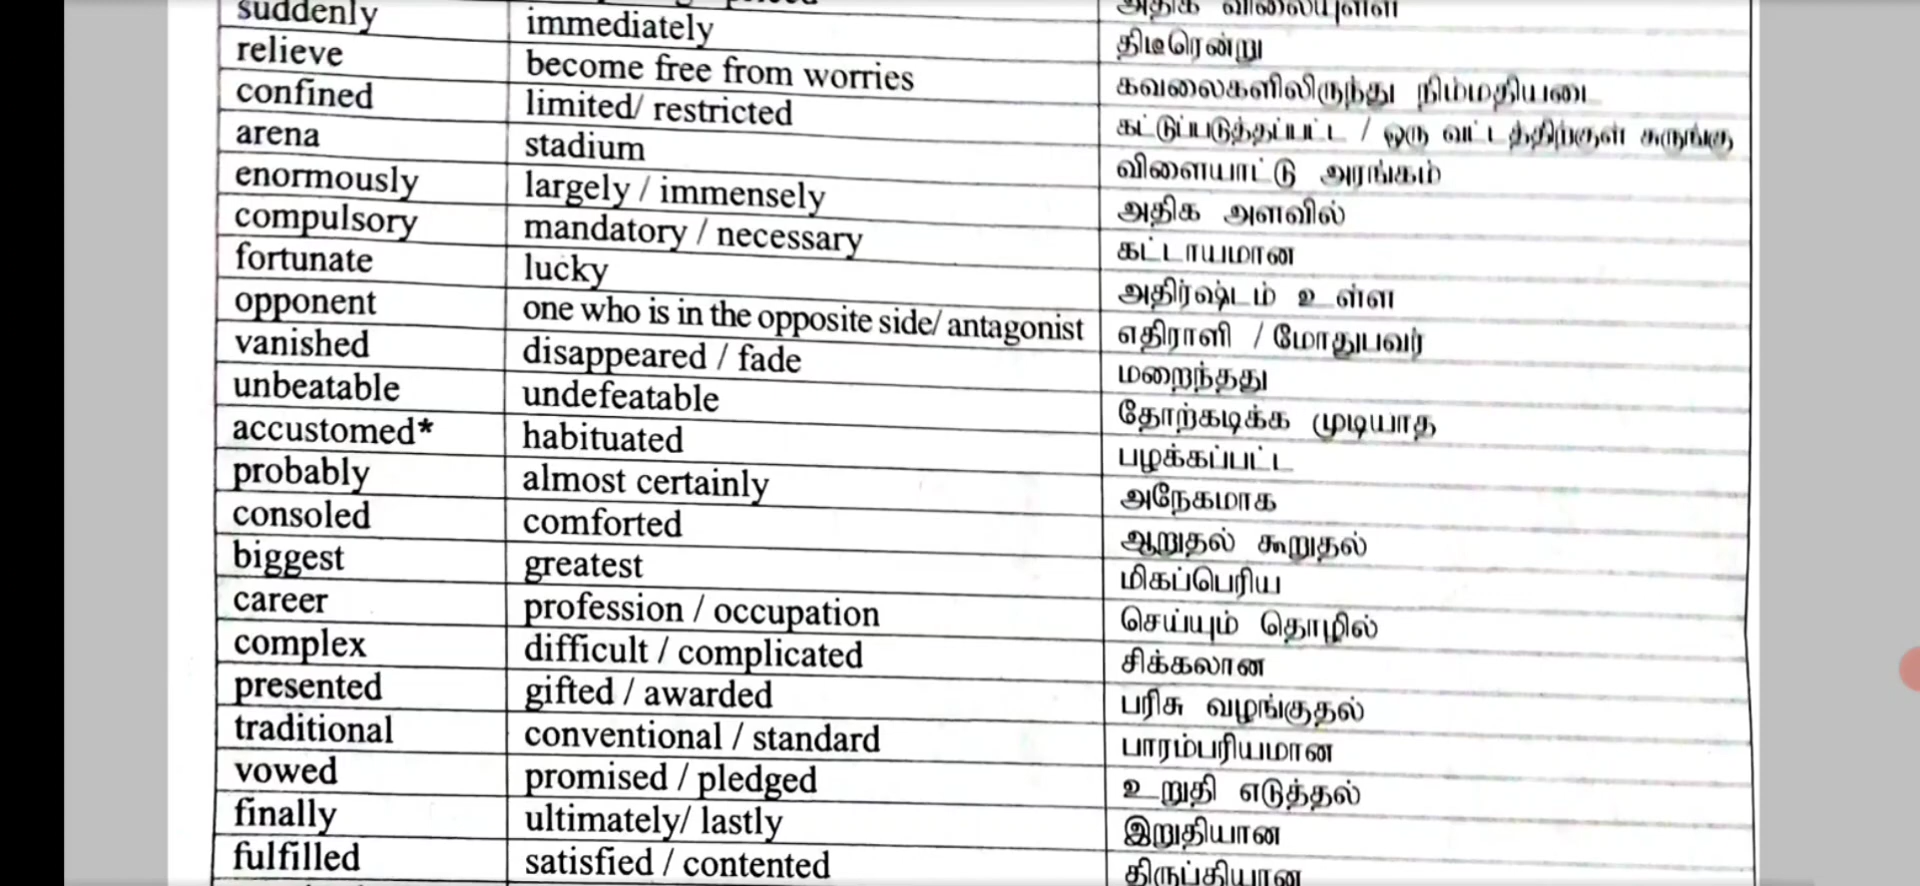 suddenly immediately திடீரென்று
relieve become free from worries கவலைகளிலிருந்து நிம்மதியடை
confined limited/ restricted கட்டுப்படுத்தப்பட்ட / ஒரு வட்டத்திற்குள் சுருங்கு
arena stadium விளையாட்டு அரங்கம்
enormously largely / immensely அதிக அளவில்
compulsory mandatory / necessary கட்டாயமான
fortunate lucky அதிர்ஷ்டம் உள்ள
opponent one who is in the opposite side/ antagonist எதிராளி / மோதுபவர்
vanished disappeared / fade மறைந்தது
unbeatable undefeatable தோற்கடிக்க முடியாத
accustomed* habituated பழக்கப்பட்ட
probably almost certainly அநேகமாக
consoled comforted ஆறுதல் கூறுதல்
biggest greatest மிகப்பெரிய
career profession / occupation செய்யும் தொழில்
complex difficult / complicated சிக்கலான
presented gifted / awarded பரிசு வழங்குதல்
traditional conventional / standard பாரம்பரியமான
vowed promised / pledged உறுதி எடுத்தல்
finally ultimately/ lastly இறுதியான
fulfilled satisfied / contented திருப்தியான